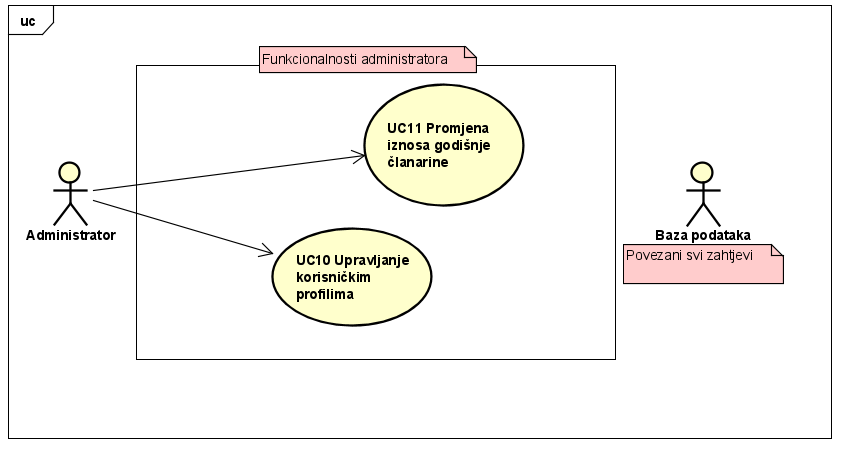 uc
Funkcionalnosti administratora
UC11 Promjena
iznosa godišnje
članarine
Administrator
Baza podataka
Povezani svi zahtjevi
UC10 Upravljanje
korisničkim
profilima